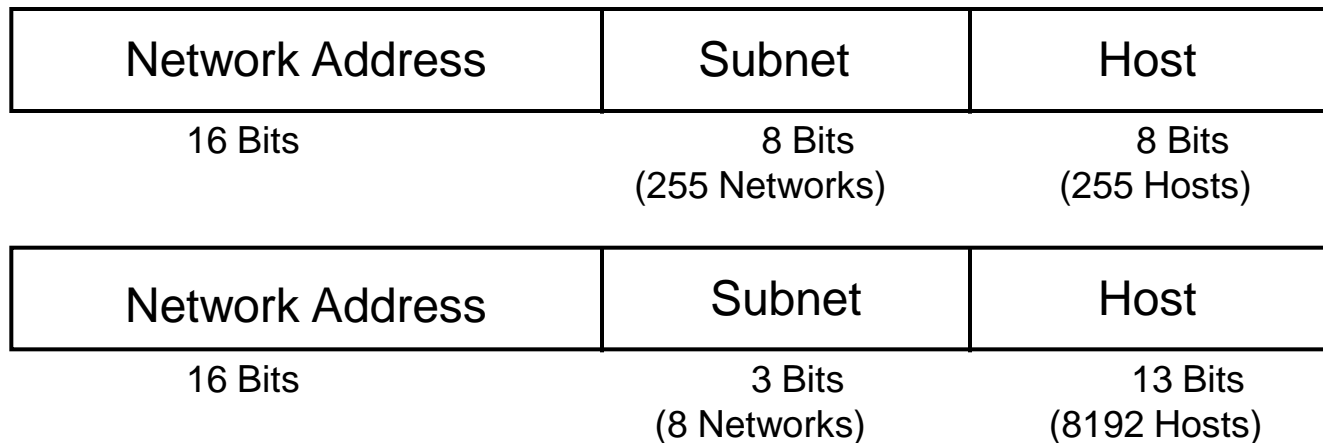 Network Address Subnet Host
16 Bits 8 Bits 8 Bits
(255 Networks) (255 Hosts)
Network Address Subnet Host
16 Bits 3 Bits 13 Bits
(8 Networks) (8192 Hosts)